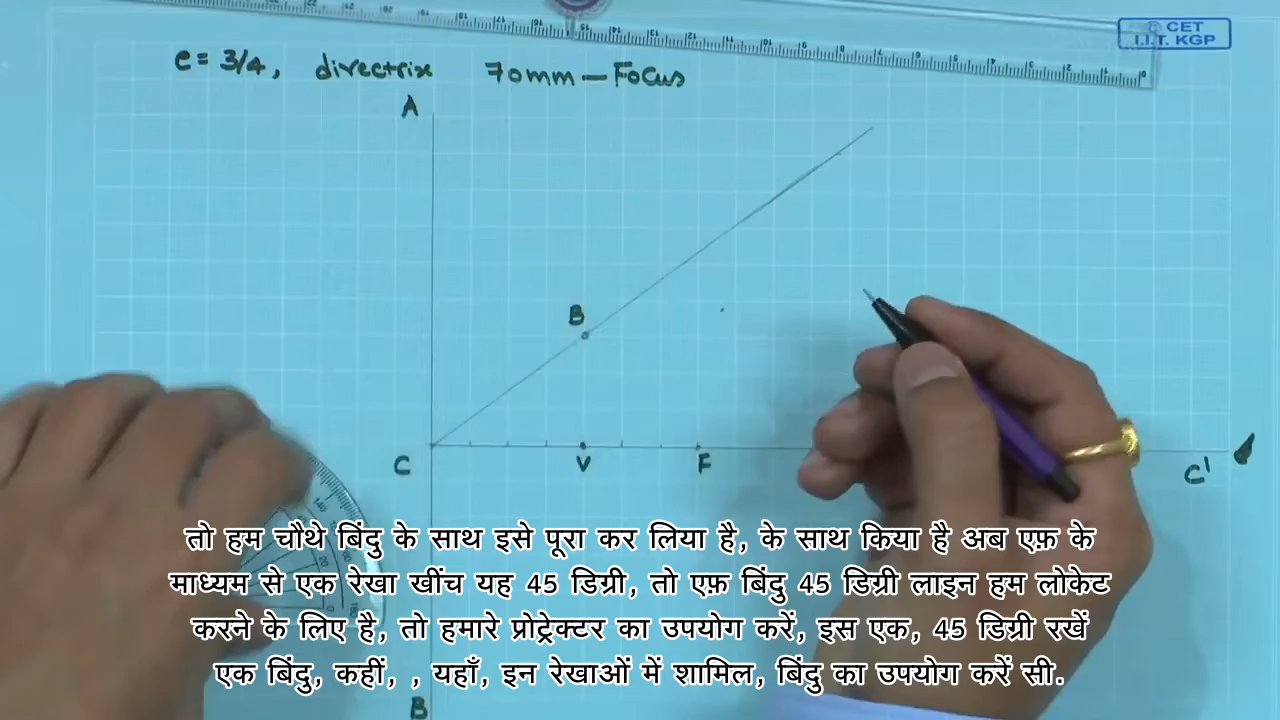 © CET
I.I.T. KGP
e = 3/4, directrix 70mm — Focus
A
B
C V F C'
B
तो हम चौथे बिंदु के साथ इसे पूरा कर लिया है, के साथ किया है अब एफ़ के
माध्यम से एक रेखा खींच यह 45 डिग्री, तो एफ़ बिंदु 45 डिग्री लाइन हम लोकेट
करने के लिए है, तो हमारे प्रोट्रेक्टर का उपयोग करें, इस एक, 45 डिग्री रखें
एक बिंदु, कहीं, , यहाँ, इन रेखाओं में शामिल, बिंदु का उपयोग करें सी.